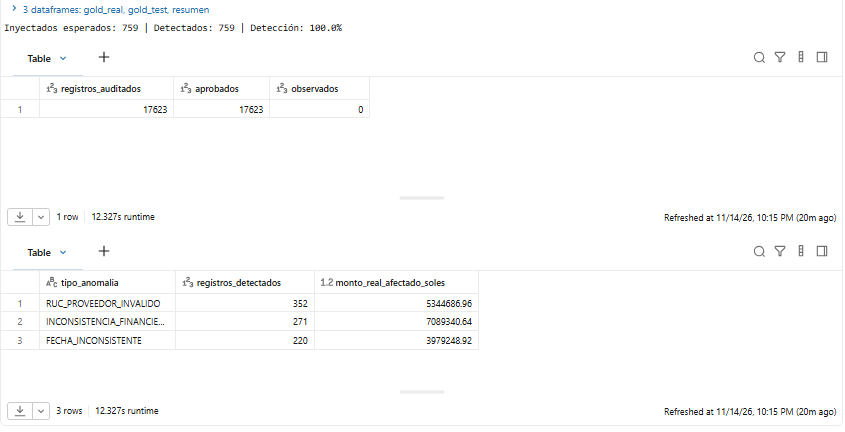 3 dataframes: gold_real, gold_test, resumen
Inyectados esperados: 759 | Detectados: 759 | Detección: 100.0%
Table
registros_auditados aprobados observados
1 17623 17623 0
1 row 12.327s runtime Refreshed at 11/14/26, 10:15 PM (20m ago)
Table
tipo_anomalia registros_detectados 1.2 monto_real_afectado_soles
1 RUC_PROVEEDOR_INVALIDO 352 5344686.96
2 INCONSISTENCIA_FINANCIE... 271 7089340.64
3 FECHA_INCONSISTENTE 220 3979248.92
3 rows 12.327s runtime Refreshed at 11/14/26, 10:15 PM (20m ago)